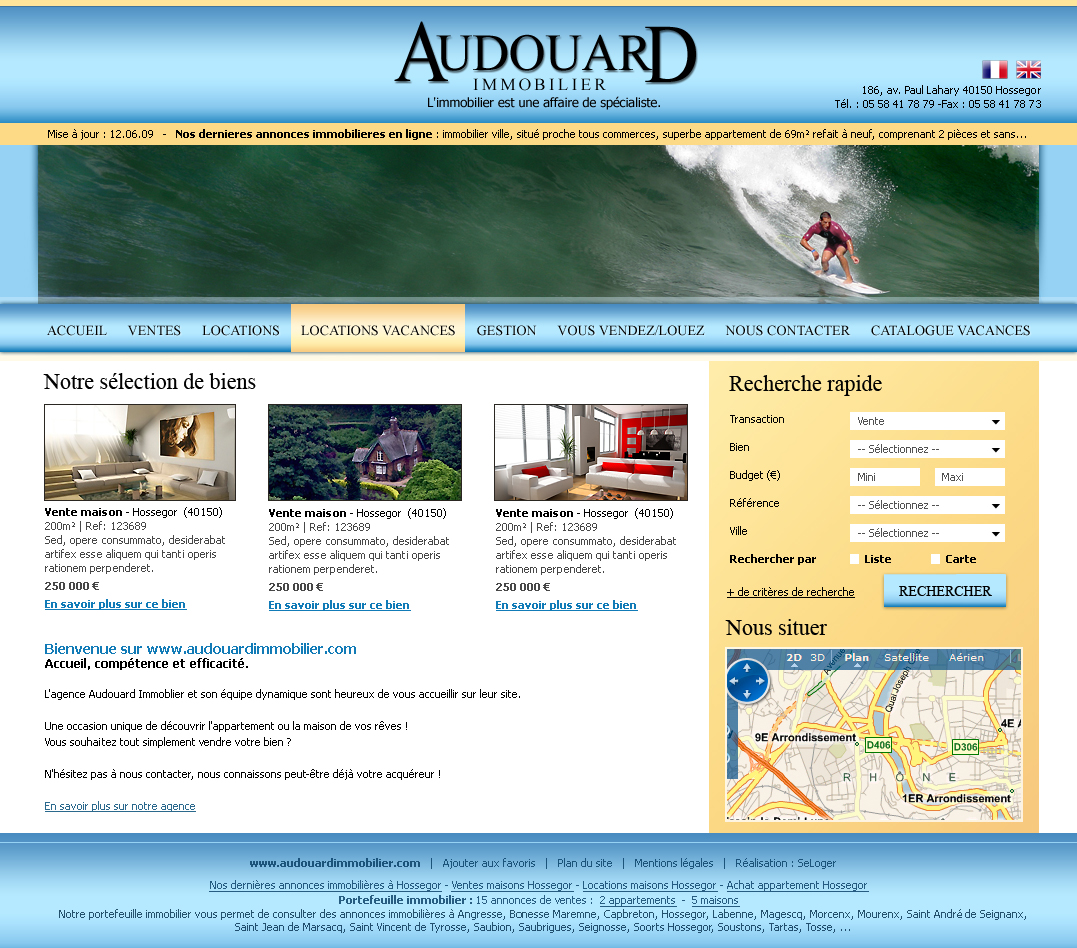 AUDOUARD
IMMOBILIER
L'immobilier est une affaire de spécialiste.
186, av. Paul Lahary 40150 Hossegor
Tél. : 05 58 41 78 79 -Fax : 05 58 41 78 73
Mise à jour : 12.06.09 - Nos dernieres annonces immobilieres en ligne : immobilier ville, situé proche tous commerces, superbe appartement de 69m² refait à neuf, comprenant 2 pièces et sans...
ACCUEIL VENTES LOCATIONS LOCATIONS VACANCES GESTION VOUS VENDEZ/LOUEZ NOUS CONTACTER CATALOGUE VACANCES
Notre sélection de biens
Vente maison - Hossegor (40150)
200m² | Ref: 123689
Sed, opere consummato, desiderabat
artifex esse aliquem qui tanti operis
rationem perpenderet.
250 000 €
En savoir plus sur ce bien
Vente maison - Hossegor (40150)
200m² | Ref: 123689
Sed, opere consummato, desiderabat
artifex esse aliquem qui tanti operis
rationem perpenderet.
250 000 €
En savoir plus sur ce bien
Vente maison - Hossegor (40150)
200m² | Ref: 123689
Sed, opere consummato, desiderabat
artifex esse aliquem qui tanti operis
rationem perpenderet.
250 000 €
En savoir plus sur ce bien
Bienvenue sur www.audouardimmobilier.com
Accueil, compétence et efficacité.
L'agence Audouard Immoblier et son équipe dynamique sont heureux de vous accueillir sur leur site.
Une occasion unique de découvrir l'appartement ou la maison de vos rêves !
Vous souhaitez tout simplement vendre votre bien ?
N'hésitez pas à nous contacter, nous connaissons peut-être déjà votre acquéreur !
En savoir plus sur notre agence
Recherche rapide
Transaction Vente
Bien -- Sélectionnez --
Budget (€) Mini Maxi
Référence -- Sélectionnez --
Ville -- Sélectionnez --
Rechercher par Liste Carte
+ de critères de recherche RECHERCHER
Nous situer
2D 3D Plan Satellite Aérien
Quai Joseph
4E A
9E Arrondissement
D406 D306
RHÔNE
1ER Arrondissement
www.audouardimmobilier.com | Ajouter aux favoris | Plan du site | Mentions légales | Réalisation : SeLoger
Nos dernières annonces immobilières à Hossegor - Ventes maisons Hossegor - Locations maisons Hossegor - Achat appartement Hossegor
Portefeuille immobilier : 15 annonces de ventes : 2 appartements - 5 maisons
Notre portefeuille immobilier vous permet de consulter des annonces immobilières à Angresse, Bonesse Maremne, Capbreton, Hossegor, Labenne, Magescq, Morcenx, Mourenx, Saint André de Seignanx,
Saint Jean de Marsacq, Saint Vincent de Tyrosse, Saubion, Saubrigues, Seignosse, Soorts Hossegor, Soustons, Tartas, Tosse, ...